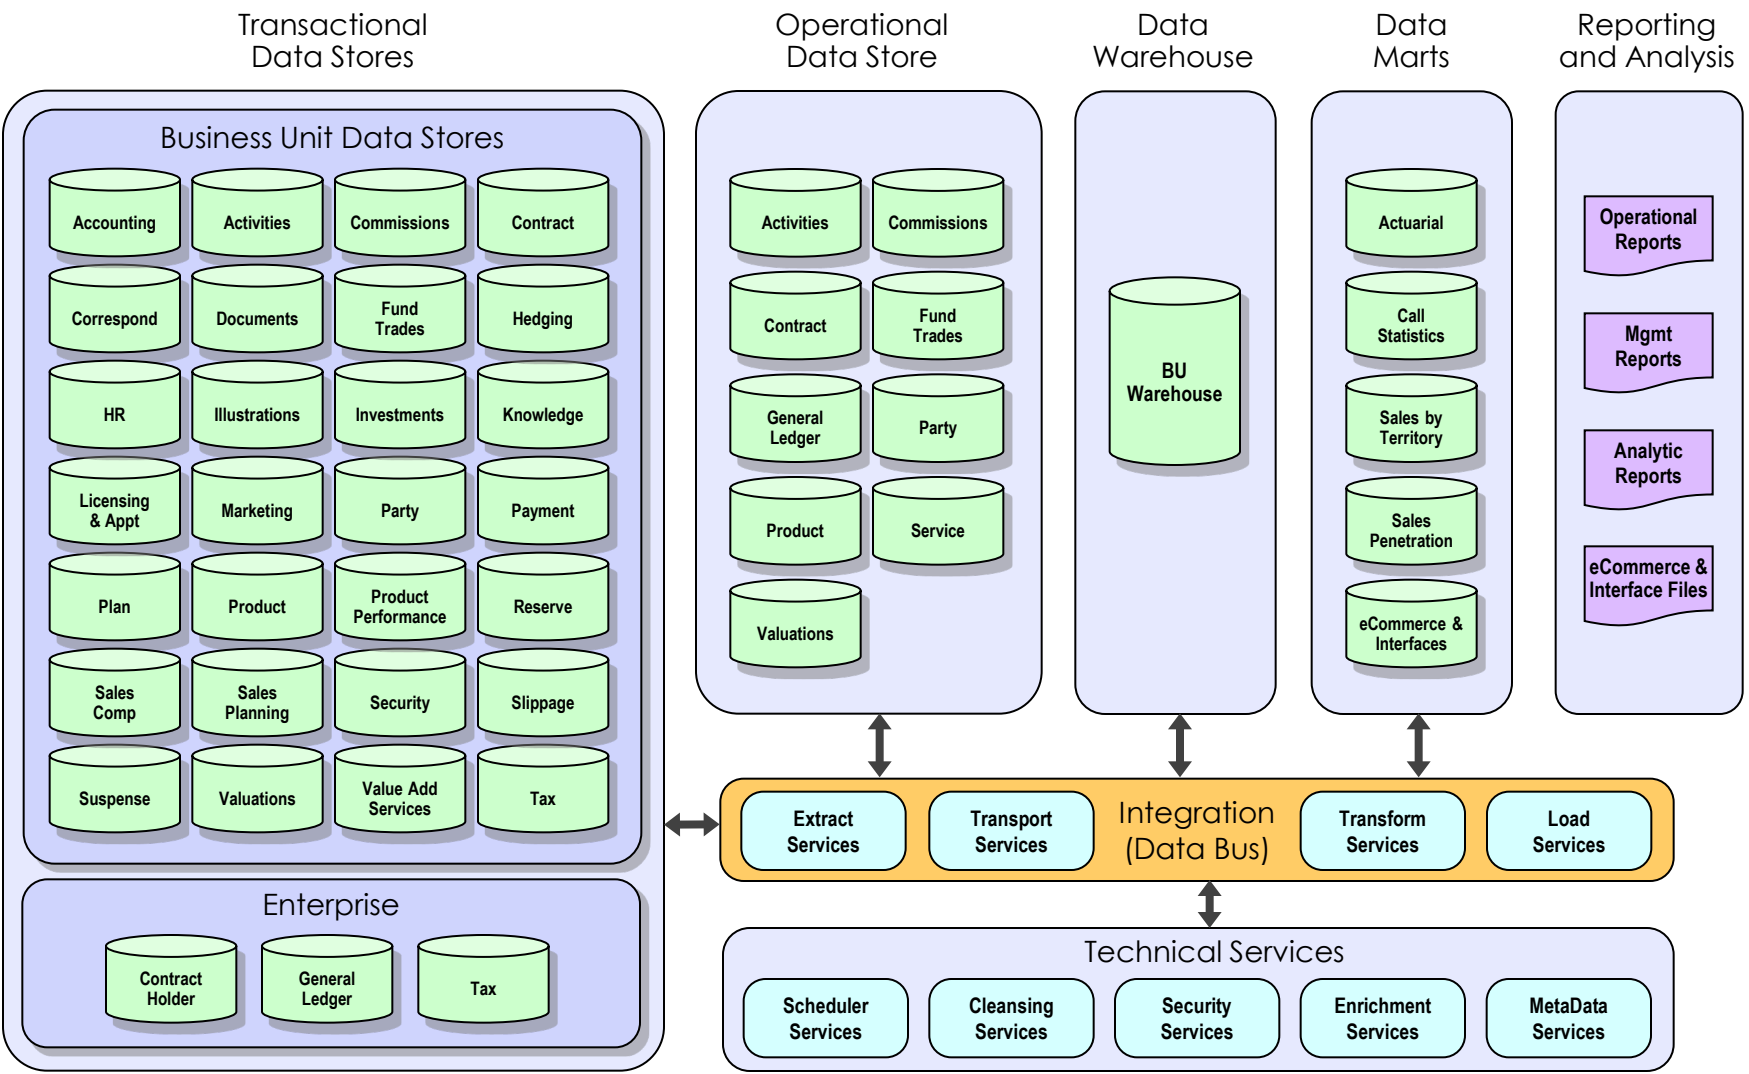 Transactional
Data Stores
Operational
Data Store
Data
Warehouse
Data
Marts
Reporting
and Analysis
Business Unit Data Stores
Accounting
Activities
Commissions
Contract
Correspond
Documents
Fund
Trades
Hedging
HR
Illustrations
Investments
Knowledge
Licensing
& Appt
Marketing
Party
Payment
Plan
Product
Product
Performance
Reserve
Sales
Comp
Sales
Planning
Security
Slippage
Suspense
Valuations
Value Add
Services
Tax
Enterprise
Contract
Holder
General
Ledger
Tax
Activities
Commissions
Contract
Fund
Trades
General
Ledger
Party
Product
Service
Valuations
BU
Warehouse
Actuarial
Call
Statistics
Sales by
Territory
Sales
Penetration
eCommerce &
Interfaces
Operational
Reports
Mgmt
Reports
Analytic
Reports
eCommerce &
Interface Files
Extract
Services
Transport
Services
Integration
(Data Bus)
Transform
Services
Load
Services
Technical Services
Scheduler
Services
Cleansing
Services
Security
Services
Enrichment
Services
MetaData
Services